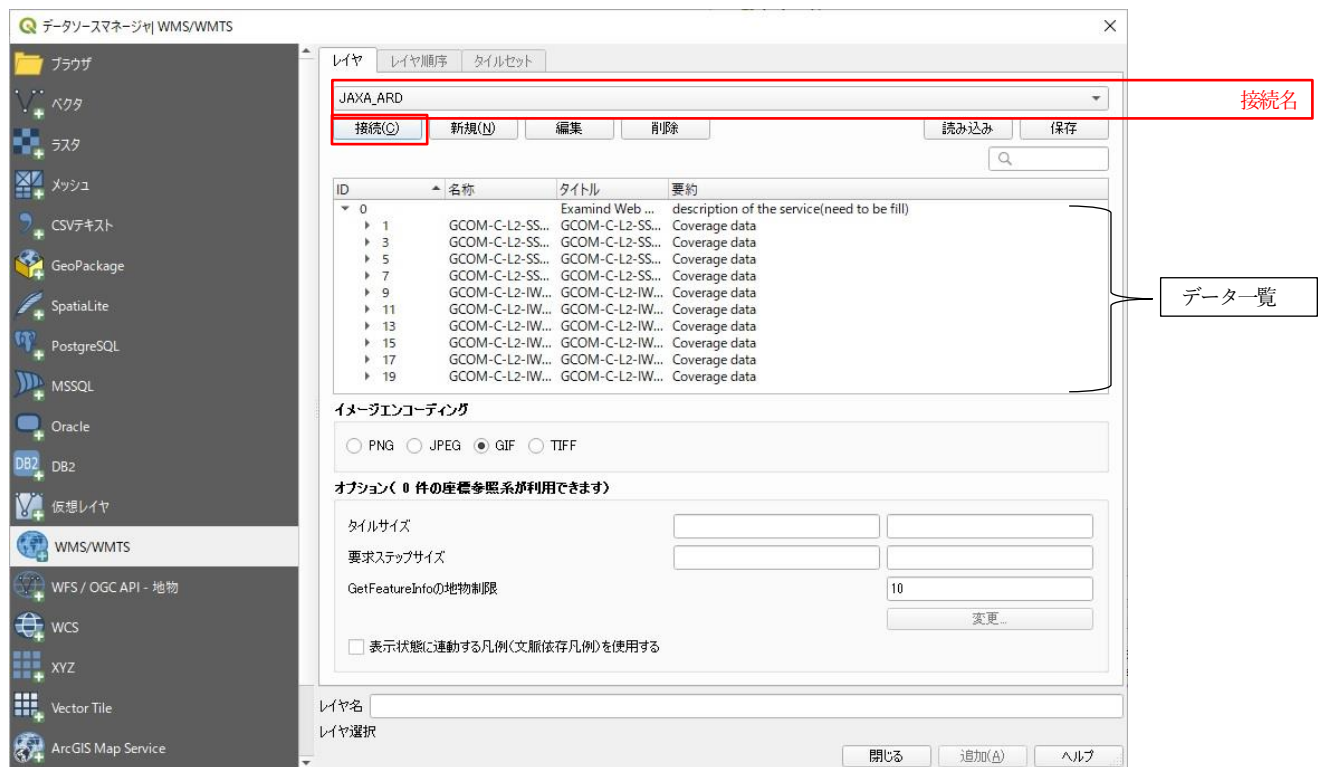 データソースマネージャ| WMS/WMTS
ブラウザ
ベクタ
ラスタ
メッシュ
CSVテキスト
GeoPackage
SpatiaLite
PostgreSQL
MSSQL
Oracle
DB2 DB2
仮想レイヤ
WMS/WMTS
WFS / OGC API - 地物
WCS
XYZ
Vector Tile
ArcGIS Map Service
レイヤ レイヤ順序 タイルセット
JAXA_ARD
接続名
接続(C) 新規(N) 編集 削除 読み込み 保存
ID 名称 タイトル 要約
0 Examind Web ... description of the service(need to be fill)
1 GCOM-C-L2-SS... GCOM-C-L2-SS... Coverage data
3 GCOM-C-L2-SS... GCOM-C-L2-SS... Coverage data
5 GCOM-C-L2-SS... GCOM-C-L2-SS... Coverage data
7 GCOM-C-L2-SS... GCOM-C-L2-SS... Coverage data
9 GCOM-C-L2-IW... GCOM-C-L2-IW... Coverage data
11 GCOM-C-L2-IW... GCOM-C-L2-IW... Coverage data
13 GCOM-C-L2-IW... GCOM-C-L2-IW... Coverage data
15 GCOM-C-L2-IW... GCOM-C-L2-IW... Coverage data
17 GCOM-C-L2-IW... GCOM-C-L2-IW... Coverage data
19 GCOM-C-L2-IW... GCOM-C-L2-IW... Coverage data
データ一覧
イメージエンコーディング
PNG JPEG GIF TIFF
オプション( 0 件の座標参照系が利用できます)
タイルサイズ
要求ステップサイズ
GetFeatureInfoの地物制限 10
変更...
表示状態に連動する凡例(文脈依存凡例)を使用する
レイヤ名
レイヤ選択
閉じる 追加(A) ヘルプ